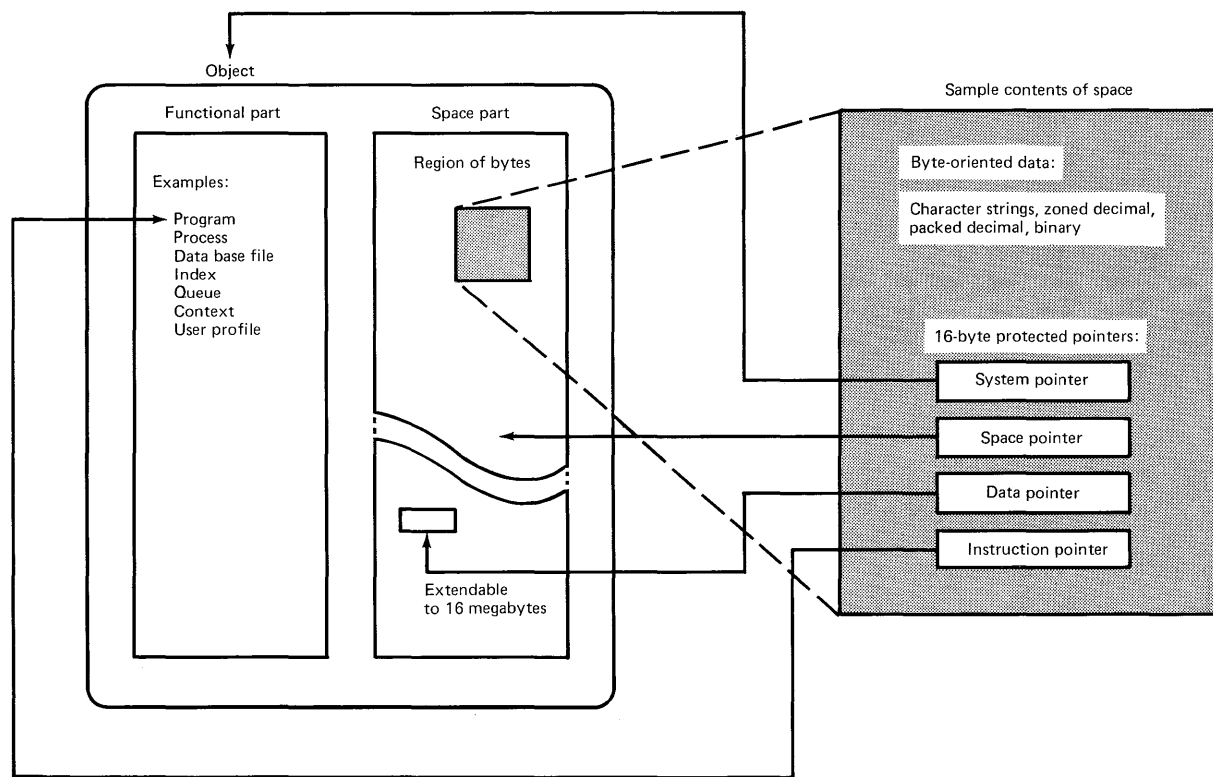 Object
Functional part
Space part
Examples:
Program
Process
Data base file
Index
Queue
Context
User profile
Region of bytes
Extendable
to 16 megabytes
Sample contents of space
Byte-oriented data:
Character strings, zoned decimal,
packed decimal, binary
16-byte protected pointers:
System pointer
Space pointer
Data pointer
Instruction pointer